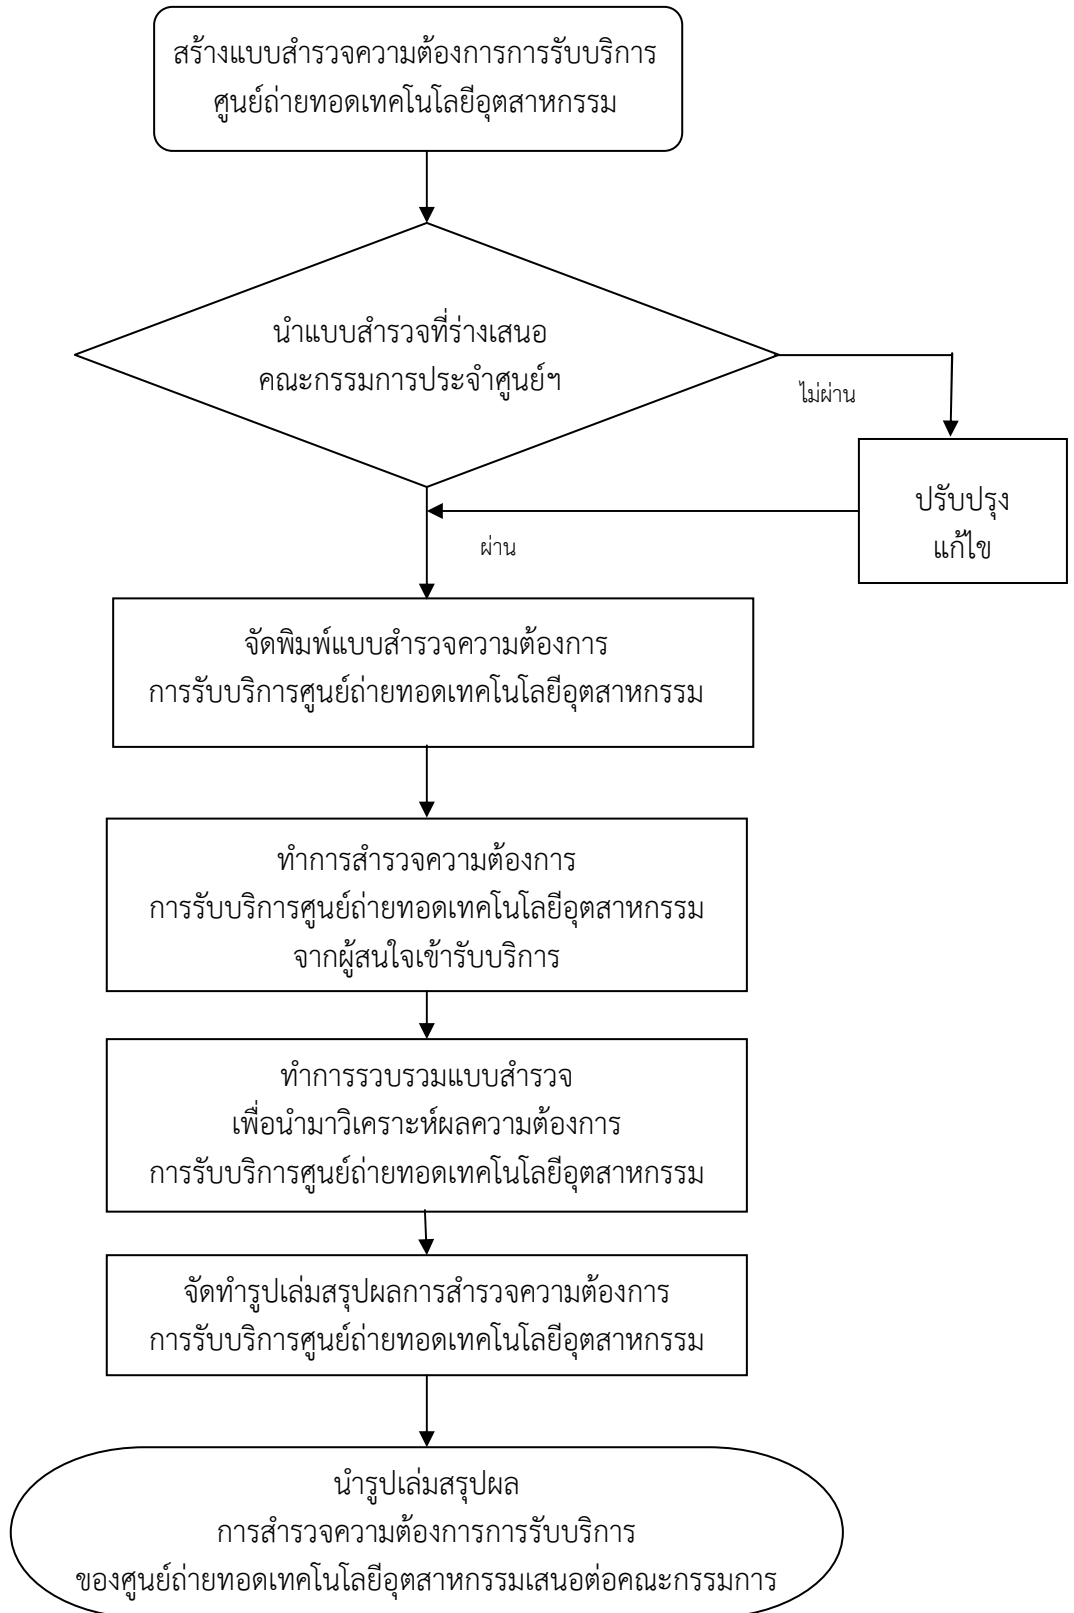 สร้างแบบสำรวจความต้องการการรับบริการ
ศูนย์ถ่ายทอดเทคโนโลยีอุตสาหกรรม
นำแบบสำรวจที่ร่างเสนอ
คณะกรรมการประจำศูนย์ฯ
ไม่ผ่าน
ปรับปรุง
แก้ไข
ผ่าน
จัดพิมพ์แบบสำรวจความต้องการ
การรับบริการศูนย์ถ่ายทอดเทคโนโลยีอุตสาหกรรม
ทำการสำรวจความต้องการ
การรับบริการศูนย์ถ่ายทอดเทคโนโลยีอุตสาหกรรม
จากผู้สนใจเข้ารับบริการ
ทำการรวบรวมแบบสำรวจ
เพื่อนำมาวิเคราะห์ผลความต้องการ
การรับบริการศูนย์ถ่ายทอดเทคโนโลยีอุตสาหกรรม
จัดทำรูปเล่มสรุปผลการสำรวจความต้องการ
การรับบริการศูนย์ถ่ายทอดเทคโนโลยีอุตสาหกรรม
นำรูปเล่มสรุปผล
การสำรวจความต้องการการรับบริการ
ของศูนย์ถ่ายทอดเทคโนโลยีอุตสาหกรรมเสนอต่อคณะกรรมการ